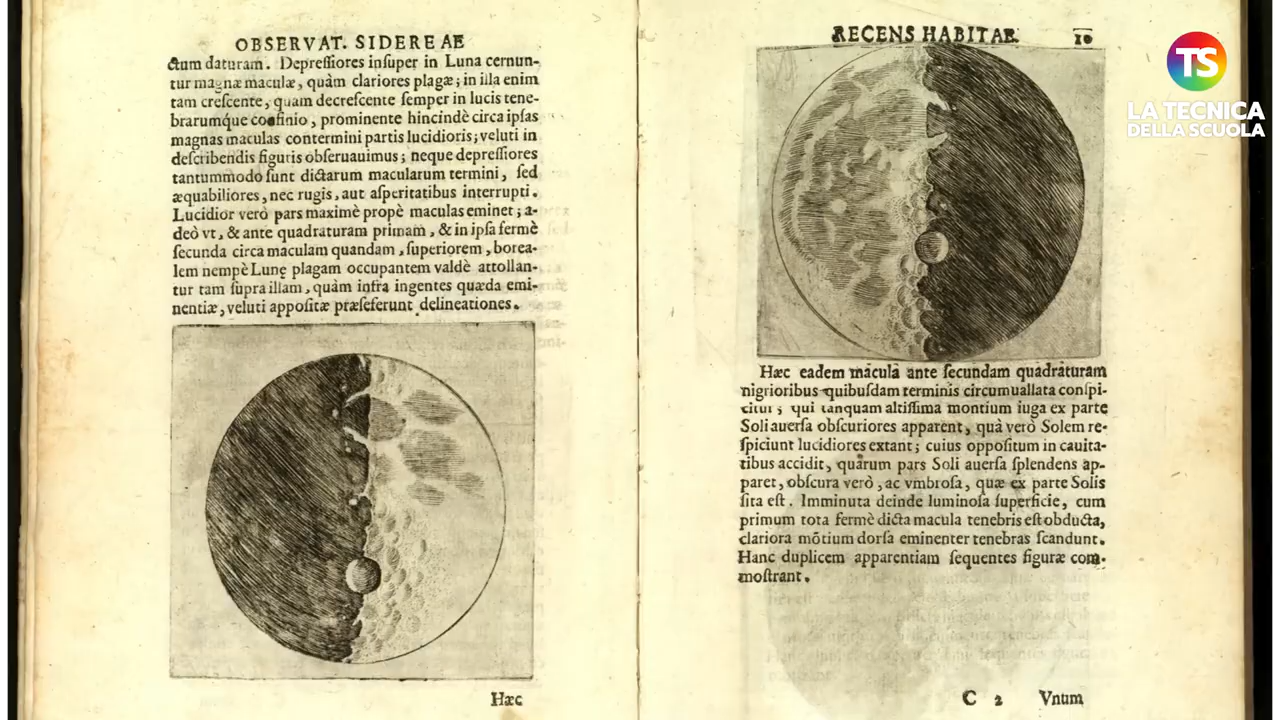 OBSERVAT. SIDEREAE
ctum daturam. Depreſſiores inſuper in Luna cernun-
tur magnæ maculæ, quàm clariores plagæ; in illa enim
tam creſcente, quam decreſcente ſemper in lucis tene-
brarumque confinio, prominente hincindè circa ipſas
magnas maculas contermini partis lucidioris; veluti in
deſcribendis figuris obſeruauimus; neque depreſſiores
tantummodo ſunt dictarum macularum termini, ſed
æquabiliores, nec rugis, aut aſperitatibus interrupti.
Lucidior verò pars maximè propè maculas eminet; a-
deò vt, & ante quadraturam primam, & in ipſa fermè
ſecunda circa maculam quandam, ſuperiorem, borea-
lem nempè Lunę plagam occupantem valdè attollan-
tur tam ſupra illam, quàm infra ingentes quæda emi-
nentiæ, veluti appoſitæ præſeferunt delineationes.
Hæc
RECENS HABITAE. 10
Hæc eadem macula ante ſecundam quadraturam
nigrioribus quibuſdam terminis circumuallata conſpi-
citur; qui tanquam altiſſima montium iuga ex parte
Soli auerſa obſcuriores apparent, quà verò Solem re-
ſpiciunt lucidiores extant; cuius oppoſitum in cauita-
tibus accidit, quarum pars Soli auerſa ſplendens ap-
paret, obſcura verò, ac vmbroſa, quæ ex parte Solis
ſita eſt. Imminuta deinde luminoſa ſuperficie, cum
primum tota fermè dicta macula tenebris eſt obducta,
clariora mõtium dorſa eminenter tenebras ſcandunt.
Hanc duplicem apparentiam ſequentes figuræ com-
moſtrant.
C 2 Vnum
TS
LA TECNICA
DELLA SCUOLA